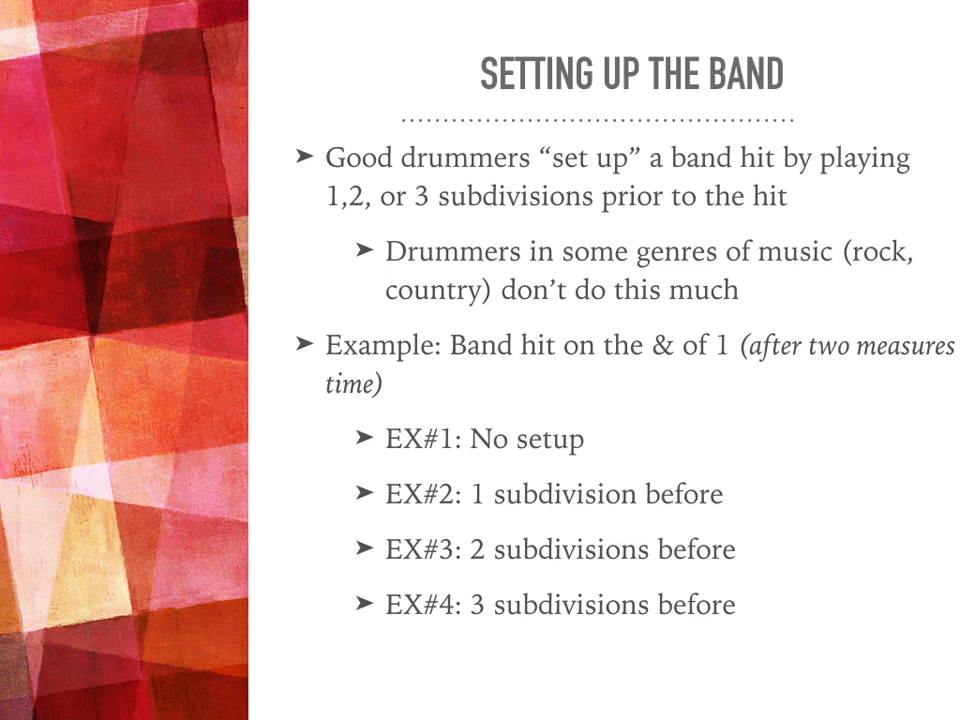 SETTING UP THE BAND
➤ Good drummers “set up” a band hit by playing
1,2, or 3 subdivisions prior to the hit
➤ Drummers in some genres of music (rock,
country) don’t do this much
➤ Example: Band hit on the & of 1 (after two measures
time)
➤ EX#1: No setup
➤ EX#2: 1 subdivision before
➤ EX#3: 2 subdivisions before
➤ EX#4: 3 subdivisions before